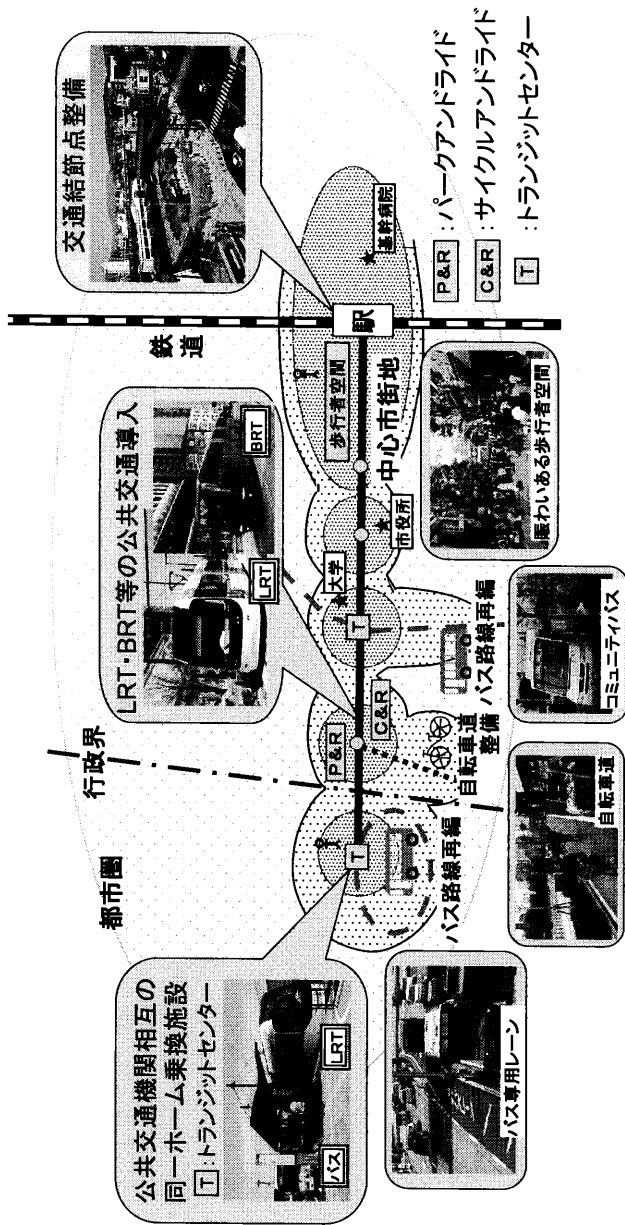 公共交通機関相互の
同一ホーム乗換施設
T:トランジットセンター
バス
LRT
都市圏
行政界
LRT・BRT等の公共交通導入
LRT
BRT
鉄道
交通結節点整備
T
P&R
C&R
T
大学
市役所
歩行者空間
駅
基幹病院
中心市街地
バス路線再編
自転車道
整備
バス路線再編
P&R:パークアンドライド
C&R:サイクルアンドライド
T:トランジットセンター
バス専用レーン
自転車道
コミュニティバス
賑わいある歩行者空間